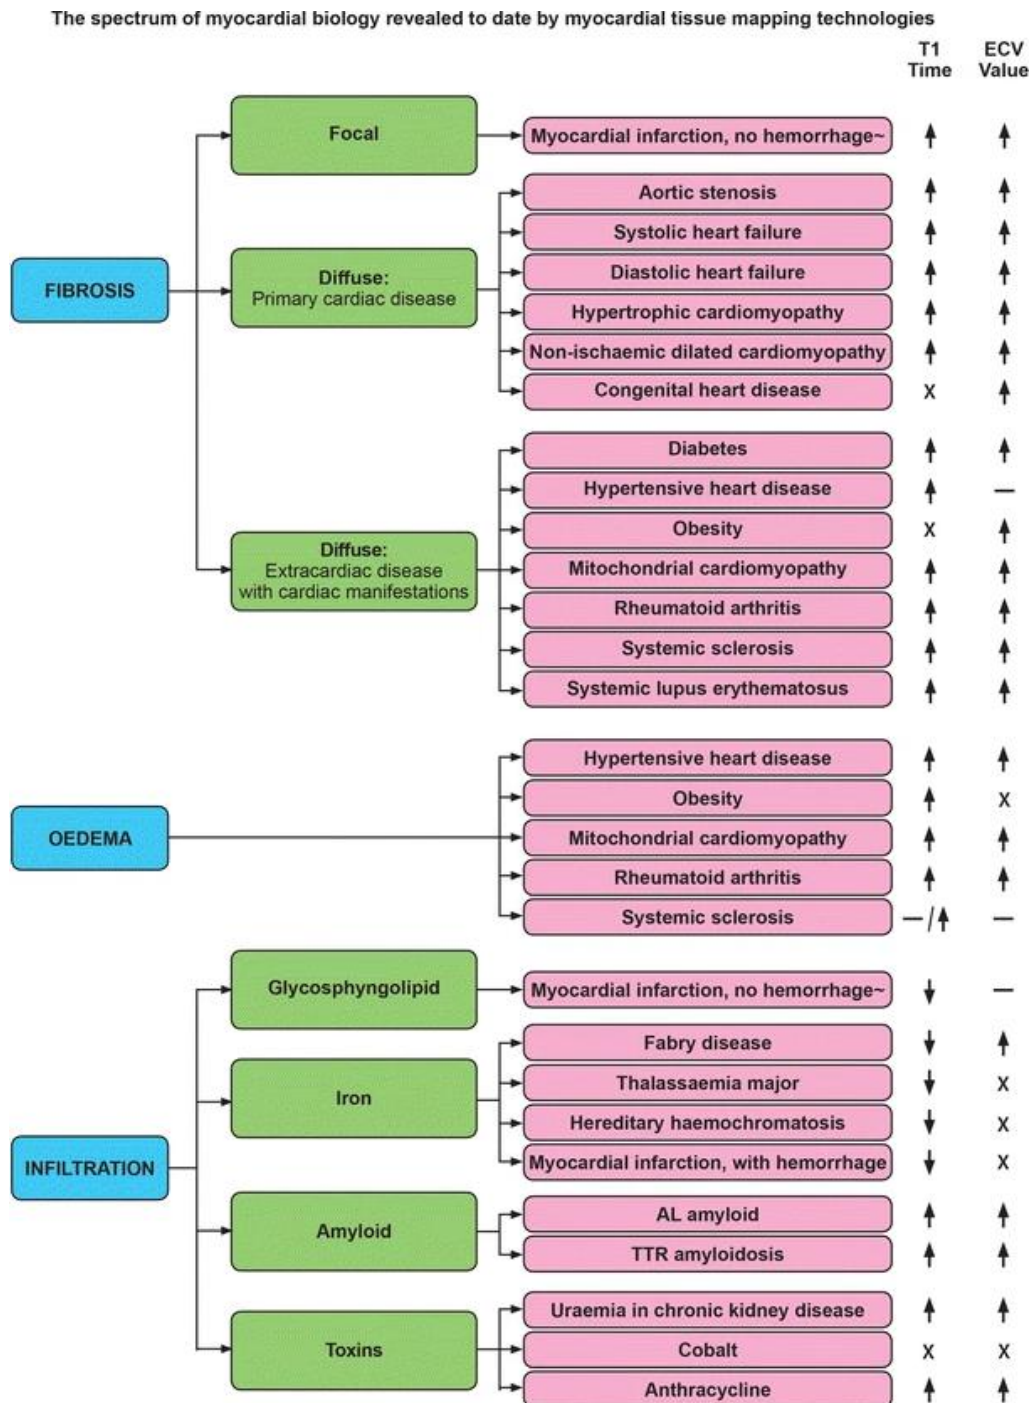 The spectrum of myocardial biology revealed to date by myocardial tissue mapping technologies
T1 Time
ECV Value
FIBROSIS
Focal
Myocardial infarction, no hemorrhage~ ↑ ↑
Diffuse:
Primary cardiac disease
Aortic stenosis ↑ ↑
Systolic heart failure ↑ ↑
Diastolic heart failure ↑ ↑
Hypertrophic cardiomyopathy ↑ ↑
Non-ischaemic dilated cardiomyopathy ↑ ↑
Congenital heart disease X ↑
Diffuse:
Extracardiac disease
with cardiac manifestations
Diabetes ↑ ↑
Hypertensive heart disease ↑ —
Obesity X ↑
Mitochondrial cardiomyopathy ↑ ↑
Rheumatoid arthritis ↑ ↑
Systemic sclerosis ↑ ↑
Systemic lupus erythematosus ↑ ↑
OEDEMA
Hypertensive heart disease ↑ ↑
Obesity ↑ X
Mitochondrial cardiomyopathy ↑ ↑
Rheumatoid arthritis ↑ ↑
Systemic sclerosis —/↑ —
INFILTRATION
Glycosphyngolipid
Myocardial infarction, no hemorrhage~ ↓ —
Iron
Fabry disease ↓ ↑
Thalassaemia major ↓ X
Hereditary haemochromatosis ↓ X
Myocardial infarction, with hemorrhage ↓ X
Amyloid
AL amyloid ↑ ↑
TTR amyloidosis ↑ ↑
Toxins
Uraemia in chronic kidney disease ↑ ↑
Cobalt X X
Anthracycline ↑ ↑